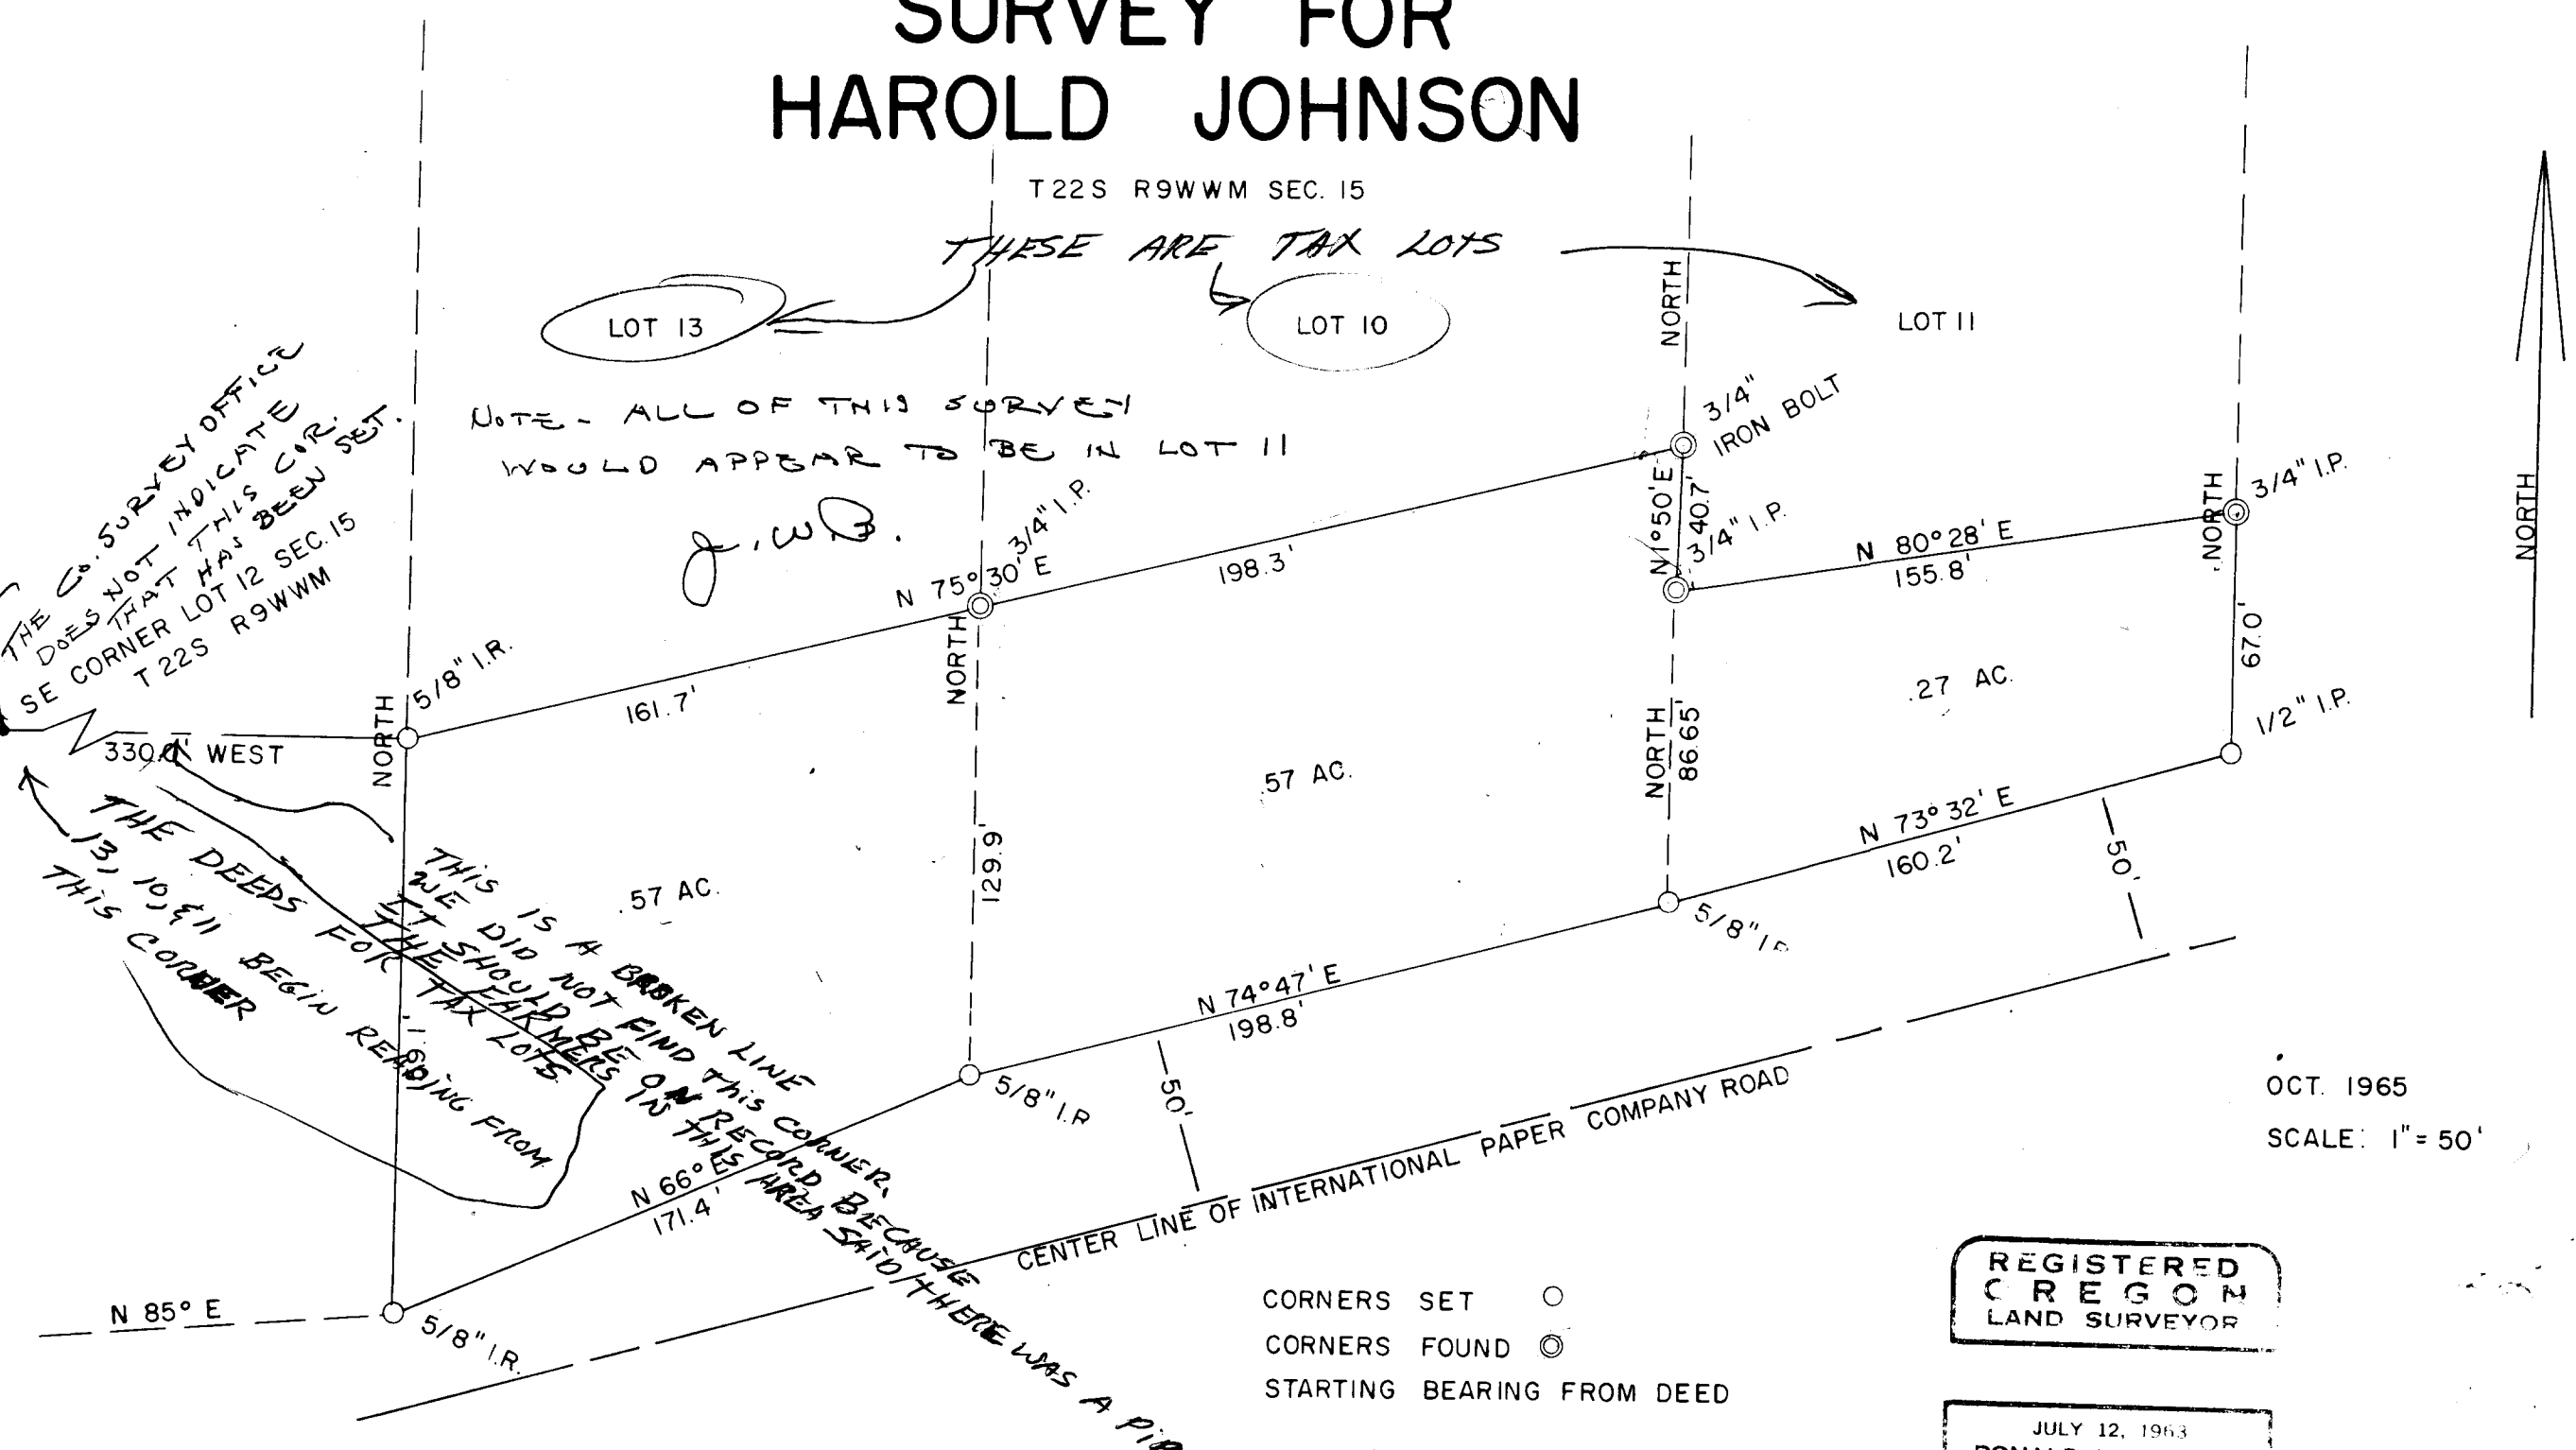 SURVEY FOR
HAROLD JOHNSON
T22S R9WWM SEC. 15
THESE ARE TAX LOTS
LOT 13
LOT 10
LOT 11
NOTE - ALL OF THIS SURVEY
WOULD APPEAR TO BE IN LOT 11
J.W.B.
THE CO. SURVEY OFFICE
DOES NOT INDICATE
THAT THIS COR.
HAS BEEN SET.
SE CORNER LOT 12 SEC. 15
T 22S R9WWM
330.0' WEST
NORTH
5/8" I.R.
161.7'
N 75° 30' E
3/4" I.P.
NORTH
198.3'
NORTH
3/4"
IRON BOLT
N 1° 50' E
40.7'
3/4" I.P.
N 80° 28' E
155.8'
NORTH
3/4" I.P.
67.0'
1/2" I.P.
NORTH
.27 AC.
NORTH
86.65'
.57 AC.
129.9'
.57 AC.
N 73° 32' E
160.2'
50'
5/8"
N 74° 47' E
198.8'
50'
5/8" I.R
N 66° E
171.4'
5/8" I.R.
N 85° E
THE DEEDS FOR TAX LOTS
13, 10, & 11 BEGIN READING FROM
THIS CORNER
THIS IS A BROKEN LINE
WE DID NOT FIND THIS CORNER.
IT SHOULD BE ON RECORD BECAUSE
THE FARMERS IN THIS AREA SAID THERE WAS A
CENTER LINE OF INTERNATIONAL PAPER COMPANY ROAD
OCT. 1965
SCALE: 1" = 50'
CORNERS SET
CORNERS FOUND
STARTING BEARING FROM DEED
REGISTERED
OREGON
LAND SURVEYOR
JULY 12, 1963